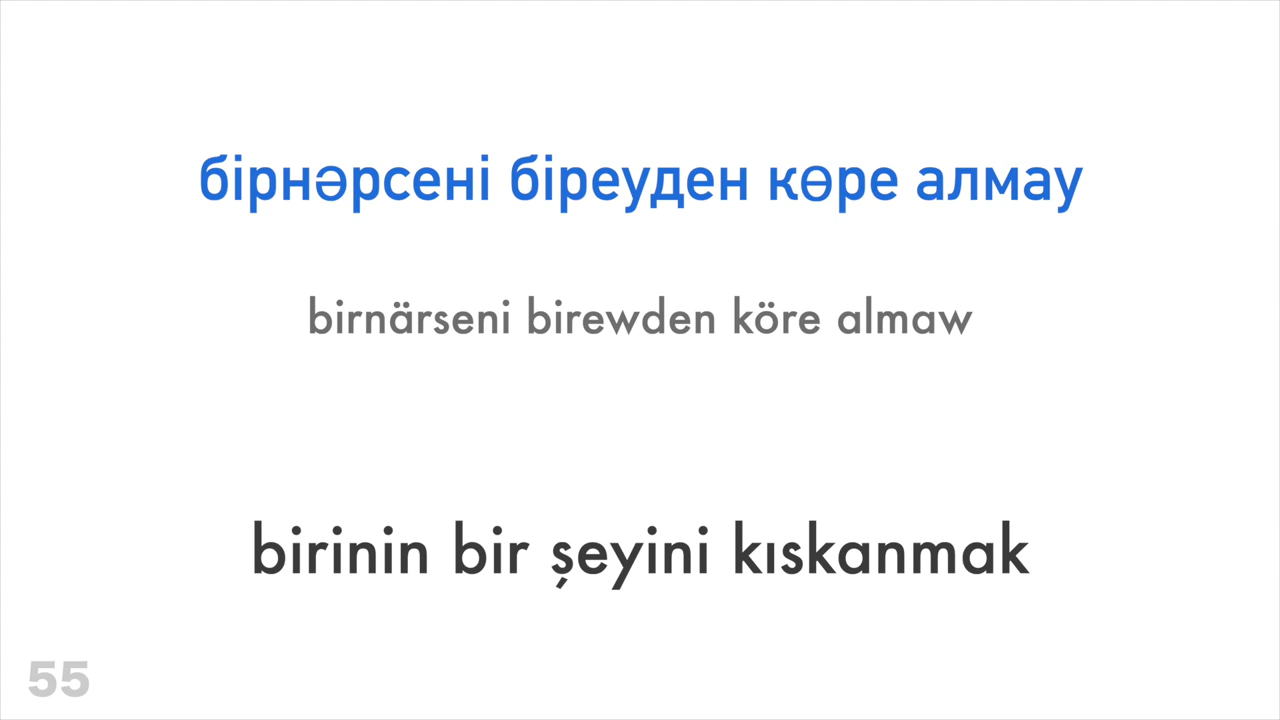 бірнәрсені біреуден көре алмау
birnärseni birewden köre almaw
birinin bir şeyini kıskanmak
55